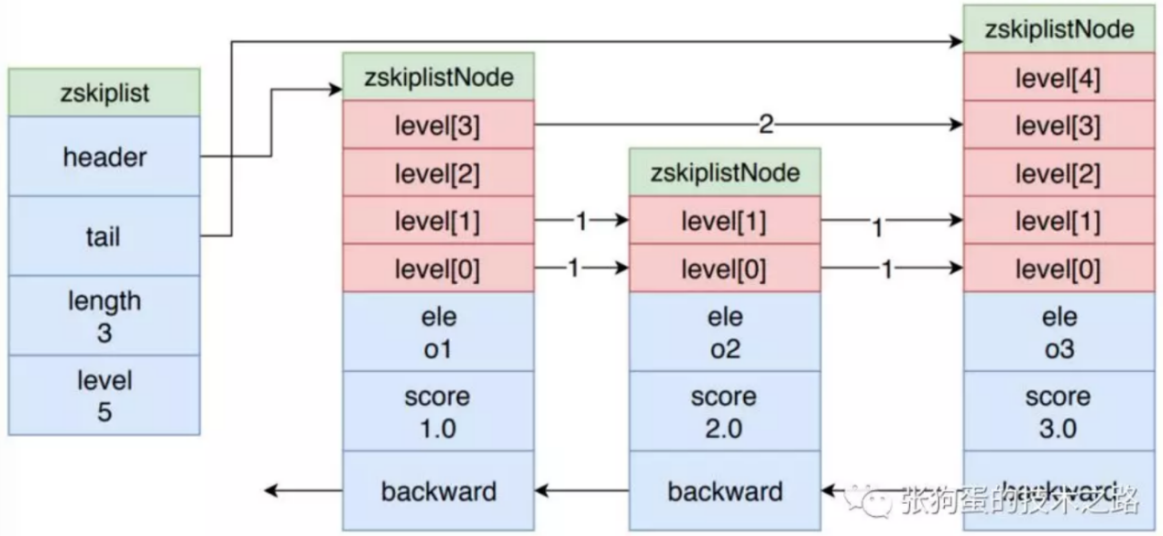 zskiplist
header
tail
length
3
level
5
zskiplistNode
level[3]
level[2]
level[1]
level[0]
ele
o1
score
1.0
backward
2
1
1
zskiplistNode
level[1]
level[0]
ele
o2
score
2.0
backward
1
1
zskiplistNode
level[4]
level[3]
level[2]
level[1]
level[0]
ele
o3
score
3.0
backward
张狗蛋的技术之路